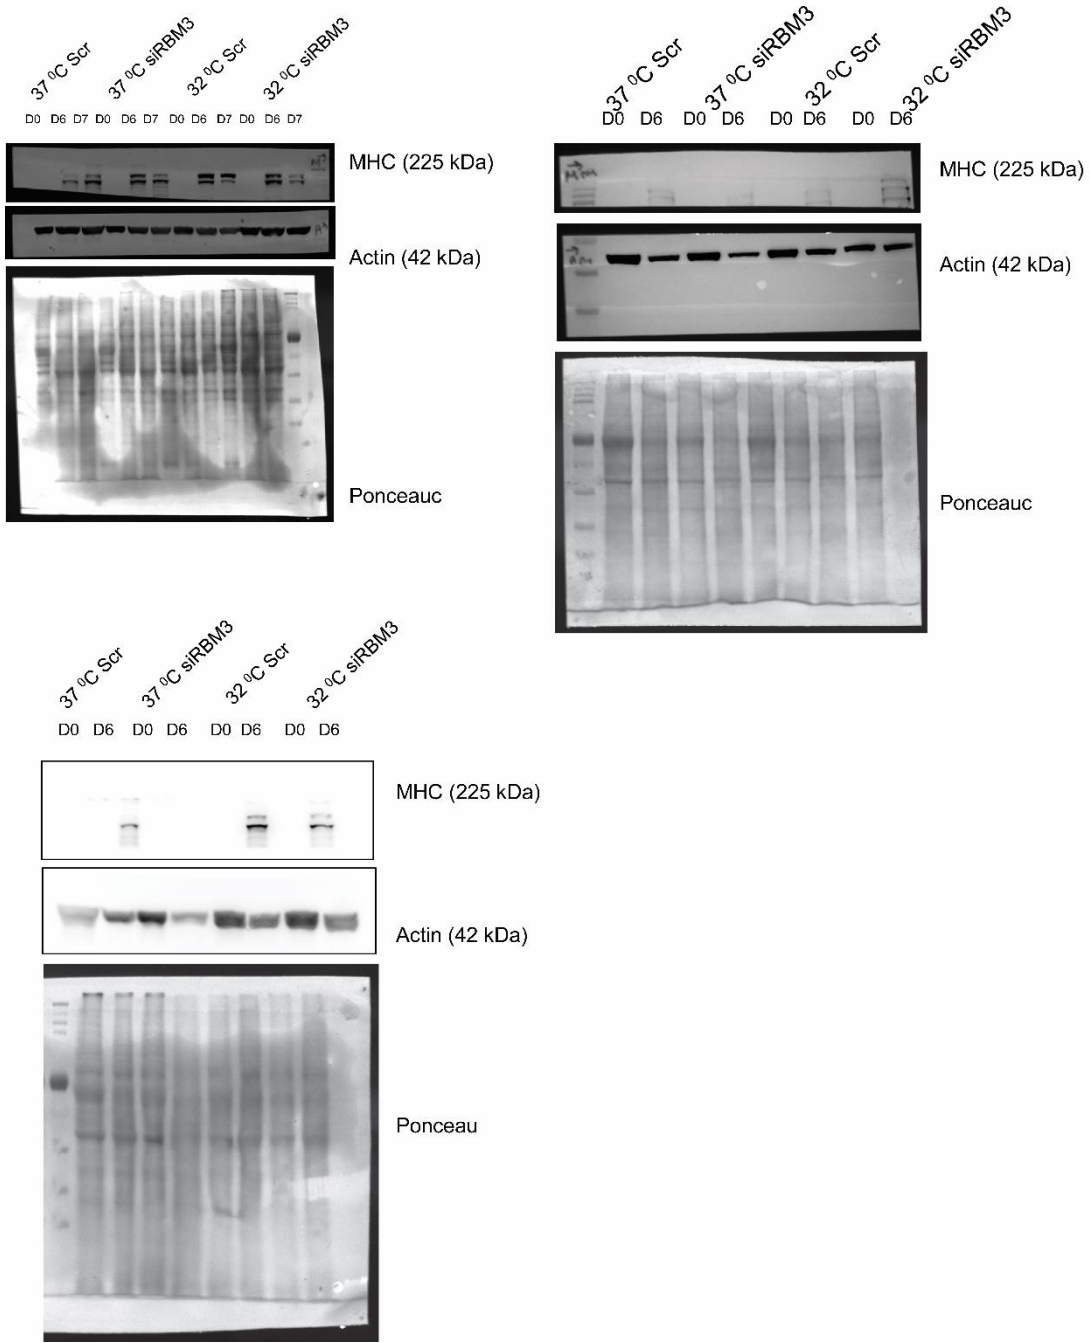 37 ⁰C Scr 37 ⁰C siRBM3 32 ⁰C Scr 32 ⁰C siRBM3
D0 D6 D7 D0 D6 D7 D0 D6 D7 D0 D6 D7
MHC (225 kDa)
Actin (42 kDa)
Ponceauc
37 ⁰C Scr 37 ⁰C siRBM3 32 ⁰C Scr 32 ⁰C siRBM3
D0 D6 D0 D6 D0 D6 D0 D6
MHC (225 kDa)
Actin (42 kDa)
Ponceauc
37 ⁰C Scr 37 ⁰C siRBM3 32 ⁰C Scr 32 ⁰C siRBM3
D0 D6 D0 D6 D0 D6 D0 D6
MHC (225 kDa)
Actin (42 kDa)
Ponceau